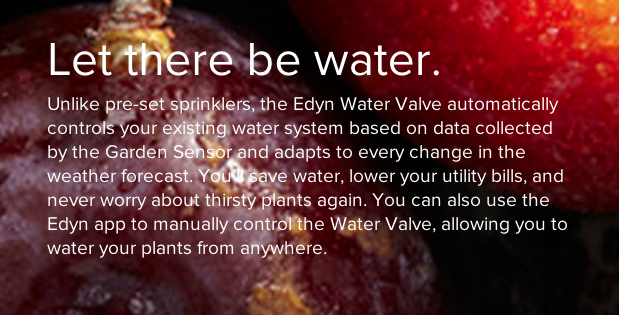 Let there be water.
Unlike pre-set sprinklers, the Edyn Water Valve automatically
controls your existing water system based on data collected
by the Garden Sensor and adapts to every change in the
weather forecast. You'll save water, lower your utility bills, and
never worry about thirsty plants again. You can also use the
Edyn app to manually control the Water Valve, allowing you to
water your plants from anywhere.